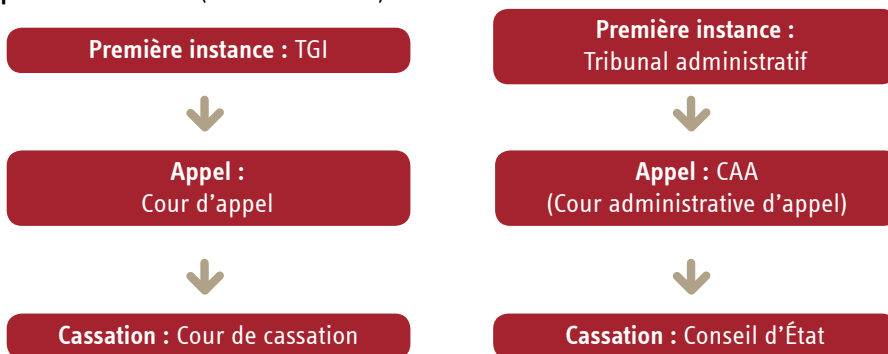 Première instance : TGI
Appel :
Cour d'appel
Cassation : Cour de cassation
Première instance :
Tribunal administratif
Appel : CAA
(Cour administrative d'appel)
Cassation : Conseil d'État